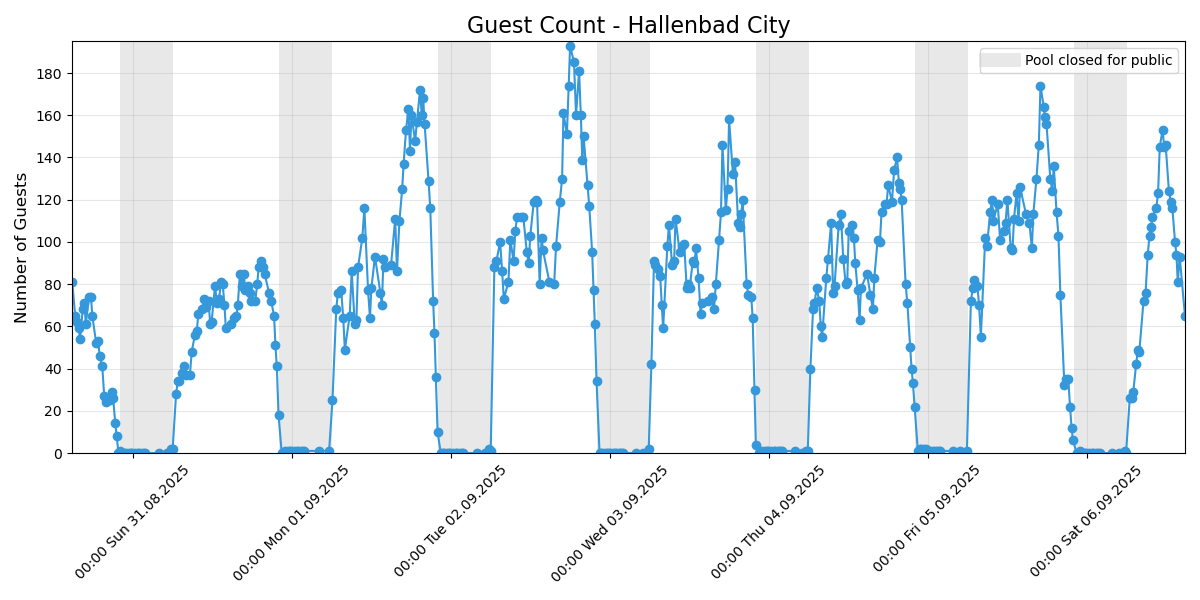 Guest Count - Hallenbad City
Pool closed for public
Number of Guests
180
160
140
120
100
80
60
40
20
0
00:00 Sun 31.08.2025
00:00 Mon 01.09.2025
00:00 Tue 02.09.2025
00:00 Wed 03.09.2025
00:00 Thu 04.09.2025
00:00 Fri 05.09.2025
00:00 Sat 06.09.2025